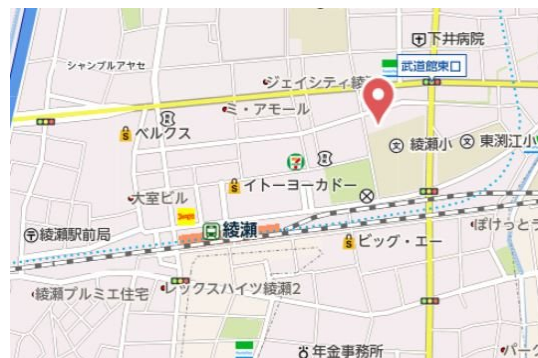 下井病院
武道館東口
シャンブルアヤセ
ジェイシティ綾
ミ・アモール
ベルクス
綾瀬小
東渕江小
イトーヨーカドー
大室ビル
綾瀬駅前局
綾瀬
ビッグ・エー
ぽけっとラ
綾瀬プルミエ住宅
レックスハイツ綾瀬2
年金事務所
パーク